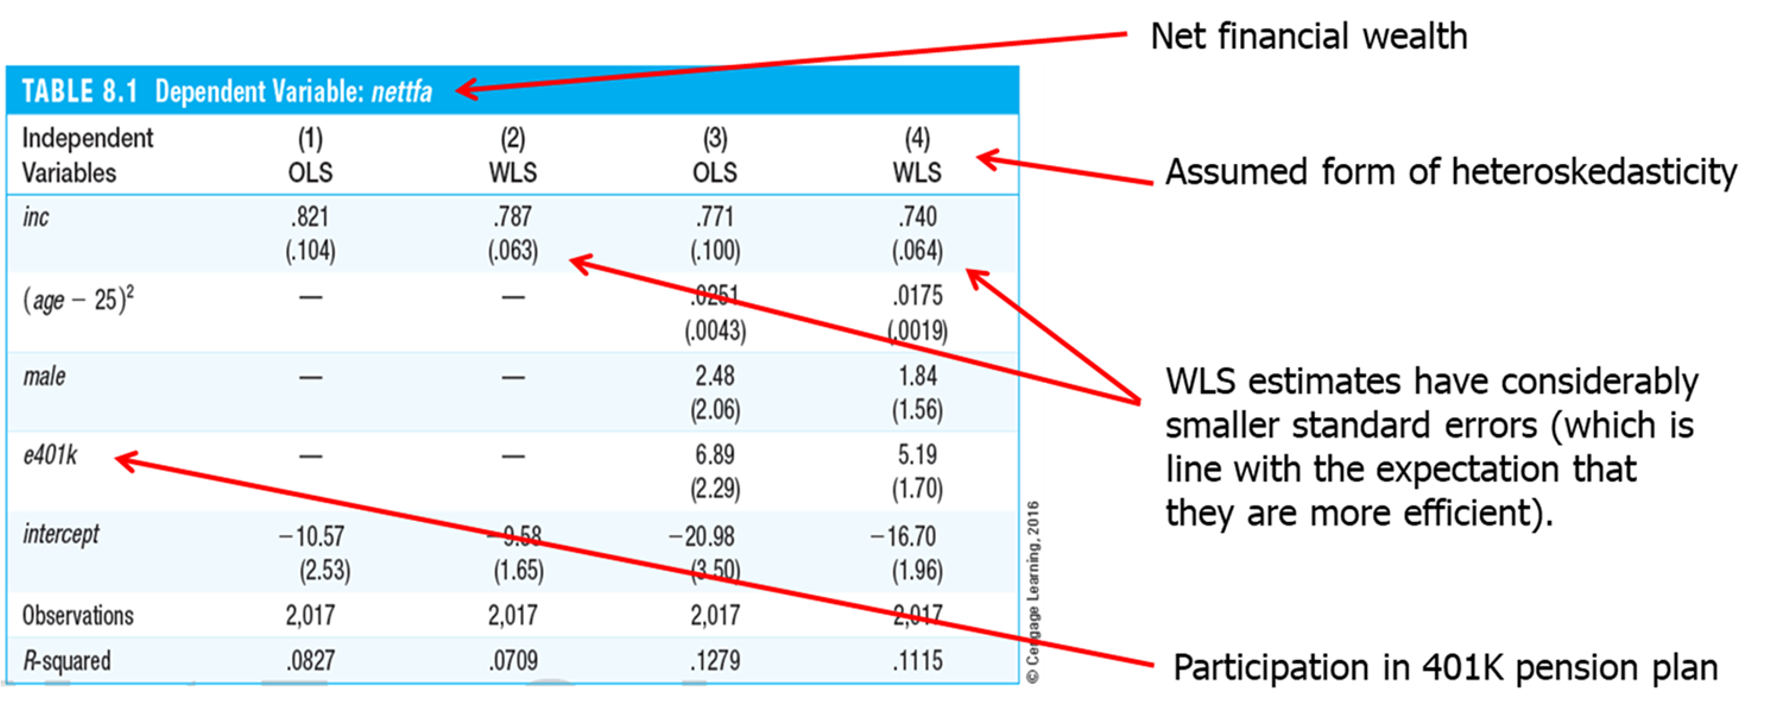 Net financial wealth
TABLE 8.1 Dependent Variable: nettfa
Independent Variables (1) OLS (2) WLS (3) OLS (4) WLS
Assumed form of heteroskedasticity
inc .821 .787 .771 .740
(.104) (.063) (.100) (.064)
(age − 25)² — — .0251 .0175
(.0043) (.0019)
male — — 2.48 1.84
(2.06) (1.56)
WLS estimates have considerably
smaller standard errors (which is
line with the expectation that
they are more efficient).
e401k — — 6.89 5.19
(2.29) (1.70)
intercept −10.57 −9.58 −20.98 −16.70
(2.53) (1.65) (3.50) (1.96)
Observations 2,017 2,017 2,017 2,017
R-squared .0827 .0709 .1279 .1115
© Cengage Learning, 2016
Participation in 401K pension plan